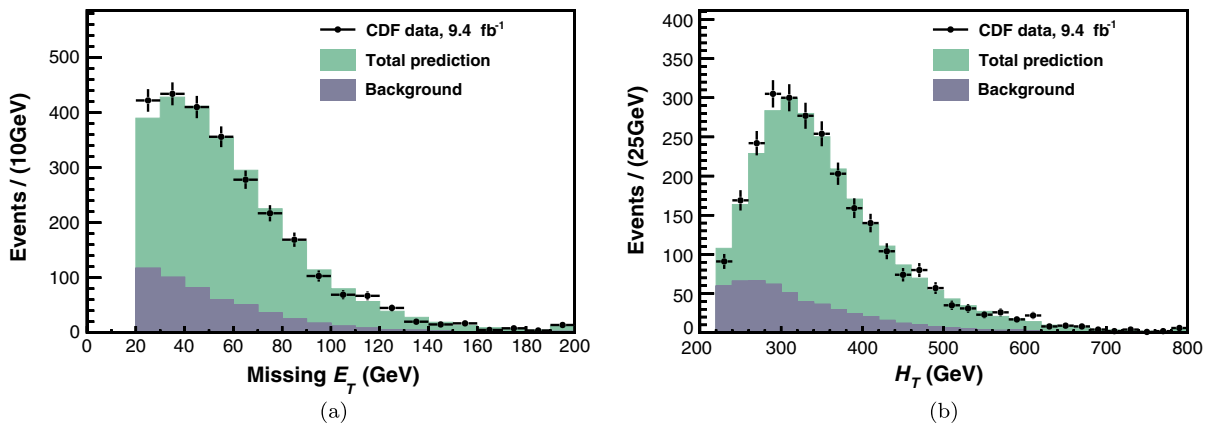 CDF data, 9.4 fb-1
Total prediction
Background
Events / (10GeV)
500
400
300
200
100
0
0 20 40 60 80 100 120 140 160 180 200
Missing E_T (GeV)
(a)
CDF data, 9.4 fb-1
Total prediction
Background
Events / (25GeV)
400
350
300
250
200
150
100
50
0
200 300 400 500 600 700 800
H_T (GeV)
(b)